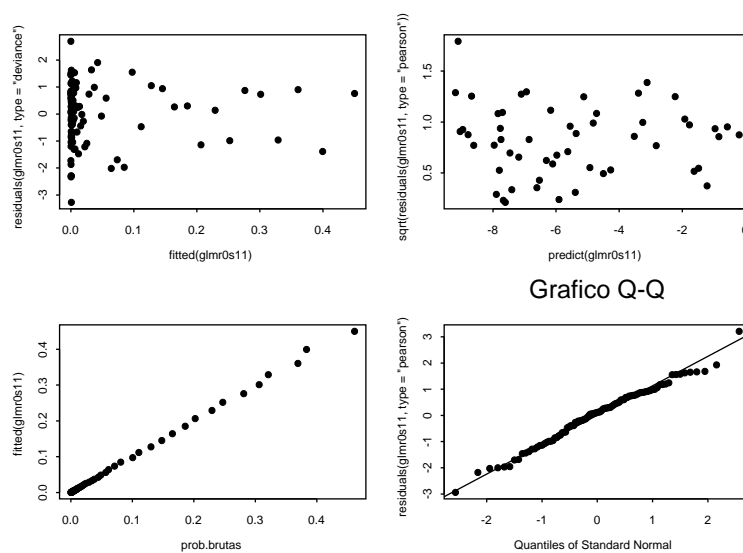 residuals(glmr0s11, type = "deviance")
-3 -2 -1 0 1 2
0.0 0.1 0.2 0.3 0.4
fitted(glmr0s11)
sqrt(residuals(glmr0s11, type = "pearson"))
0.5 1.0 1.5
-8 -6 -4 -2 0
predict(glmr0s11)
fitted(glmr0s11)
0.0 0.1 0.2 0.3 0.4
0.0 0.1 0.2 0.3 0.4
prob.brutas
Grafico Q-Q
residuals(glmr0s11, type = "pearson")
-3 -2 -1 0 1 2 3
-2 -1 0 1 2
Quantiles of Standard Normal